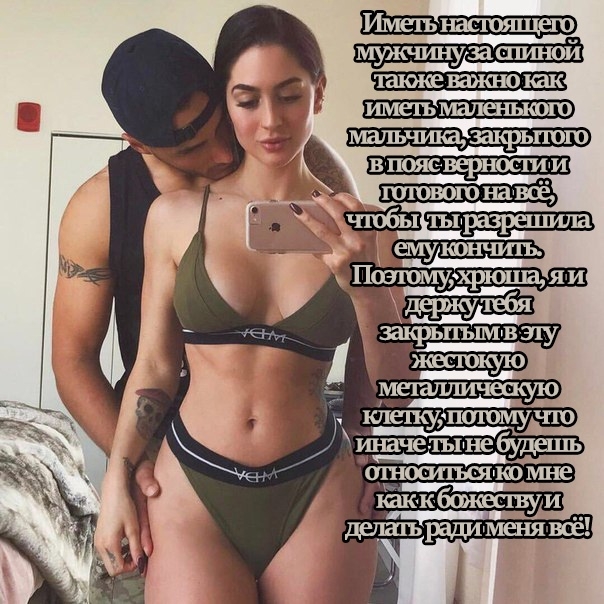 Иметь настоящего
мужчину за спиной
также важно как
иметь маленького
мальчика, закрытого
в пояс верности и
готового на всё,
чтобы ты разрешила
ему кончить.
Поэтому, хрюша, я и
держу тебя
закрытым в эту
жестокую
металлическую
клетку, потому что
иначе ты не будешь
относиться ко мне
как к божеству и
делать ради меня всё!